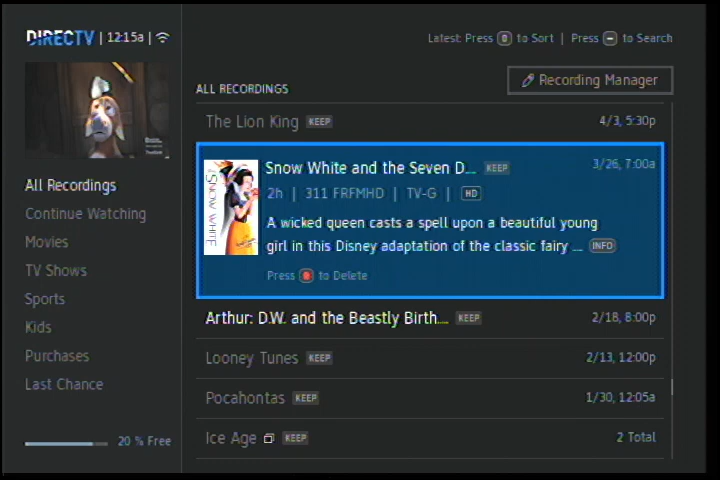 DIRECTV | 12:15a |
Latest: Press 0 to Sort | Press – to Search
Recording Manager
ALL RECORDINGS
The Lion King KEEP 4/3, 5:30p
Snow White and the Seven D... KEEP 3/26, 7:00a
2h | 311 FRFMHD | TV-G | HD
A wicked queen casts a spell upon a beautiful young
girl in this Disney adaptation of the classic fairy ... INFO
Press to Delete
SNOW WHITE
Arthur: D.W. and the Beastly Birth... KEEP 2/18, 8:00p
Looney Tunes KEEP 2/13, 12:00p
Pocahontas KEEP 1/30, 12:05a
Ice Age KEEP 2 Total
All Recordings
Continue Watching
Movies
TV Shows
Sports
Kids
Purchases
Last Chance
20 % Free